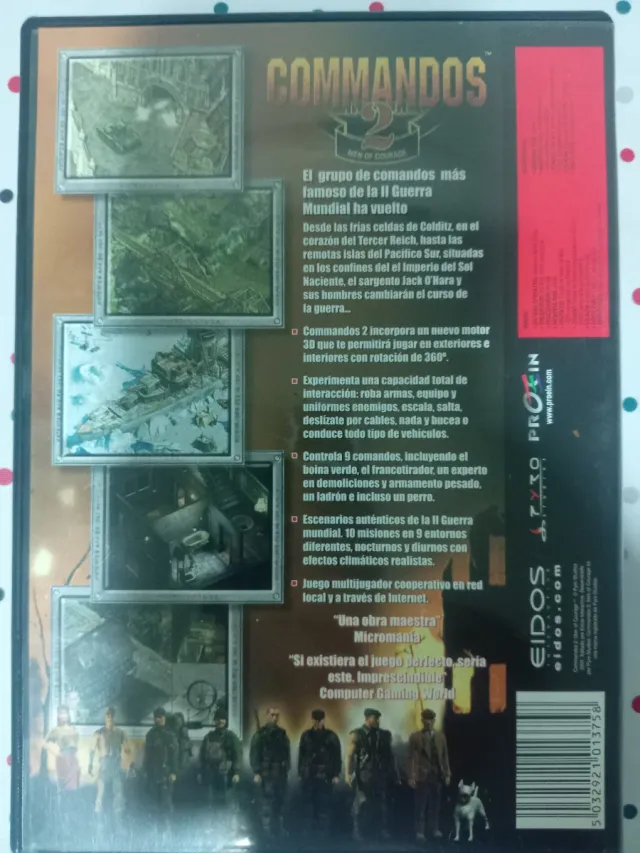 COMMANDOS
2
MEN OF COURAGE
El grupo de comandos más
famoso de la II Guerra
Mundial ha vuelto
Desde las frías celdas de Colditz, en el
corazón del Tercer Reich, hasta las
remotas islas del Pacífico Sur, situadas
en los confines del el Imperio del Sol
Naciente, el sargento Jack O'Hara y
sus hombres cambiarán el curso de
la guerra...
Commandos 2 incorpora un nuevo motor
3D que te permitirá jugar en exteriores e
interiores con rotación de 360º.
Experimenta una capacidad total de
interacción: roba armas, equipo y
uniformes enemigos, escala, salta,
deslízate por cables, nada y bucea o
conduce todo tipo de vehículos.
Controla 9 comandos, incluyendo el
boina verde, el francotirador, un experto
en demoliciones y armamento pesado,
un ladrón e incluso un perro.
Escenarios auténticos de la II Guerra
mundial. 10 misiones en 9 entornos
diferentes, nocturnos y diurnos con
efectos climáticos realistas.
Juego multijugador cooperativo en red
local y a través de Internet.
"Una obra maestra"
Micromanía
"Si existiera el juego perfecto, sería
este. Imprescindible"
Computer Gaming World
PROEIN
www.proein.com
PYRO
EIDOS
eidos.com
5 032921 013758